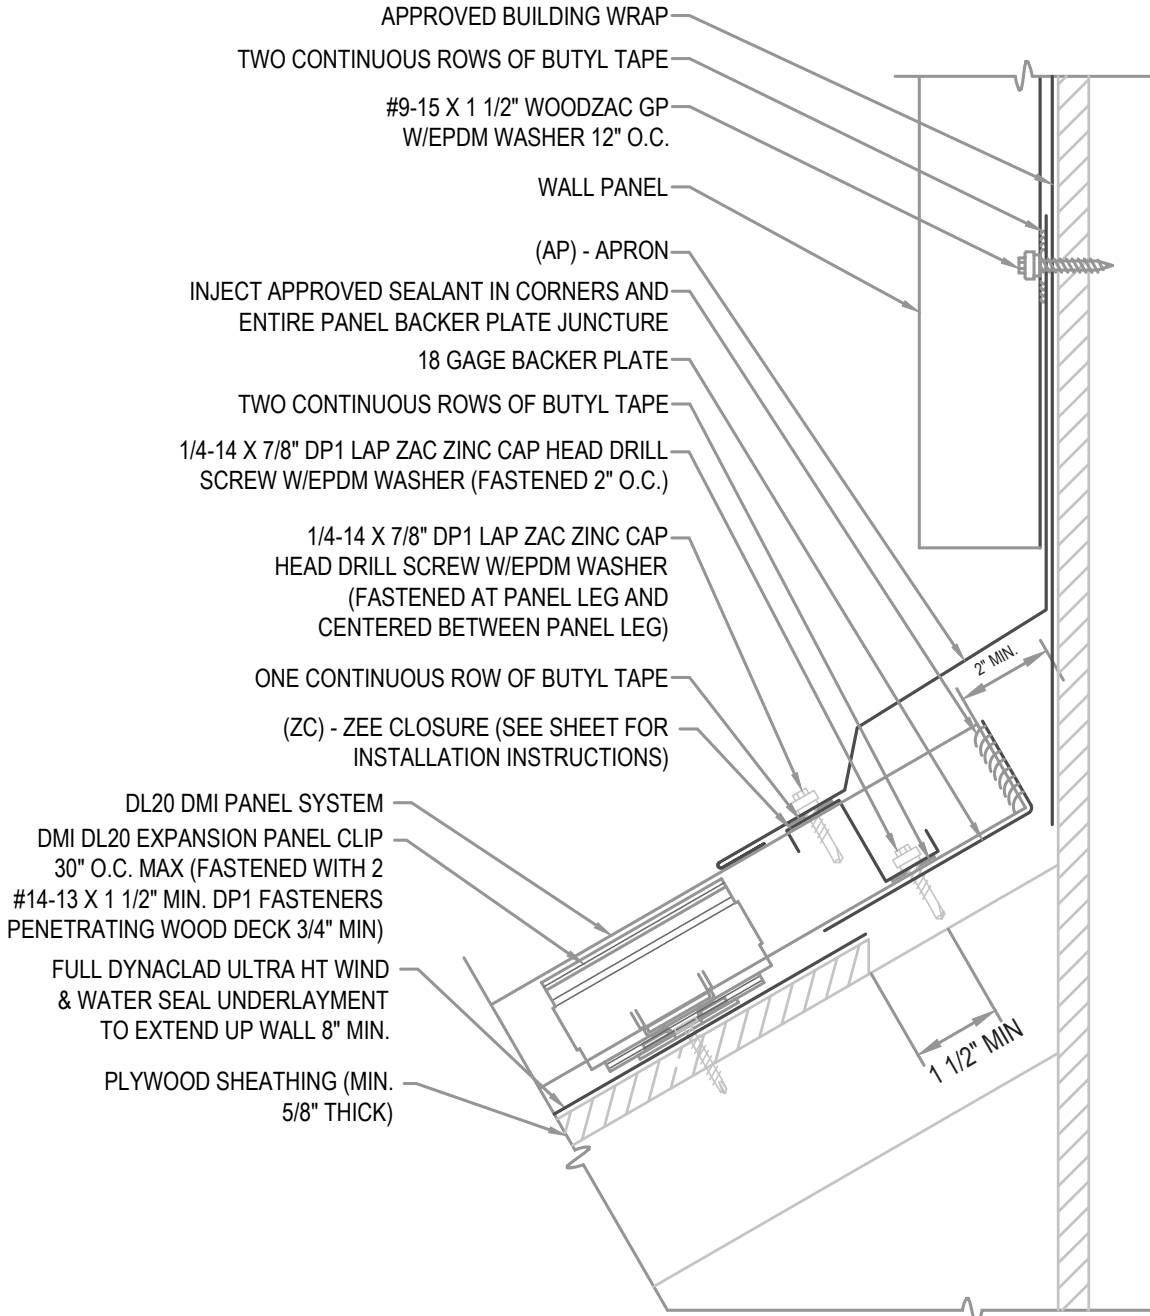 APPROVED BUILDING WRAP
TWO CONTINUOUS ROWS OF BUTYL TAPE
#9-15 X 1 1/2" WOODZAC GP
W/EPDM WASHER 12" O.C.
WALL PANEL
(AP) - APRON
INJECT APPROVED SEALANT IN CORNERS AND
ENTIRE PANEL BACKER PLATE JUNCTURE
18 GAGE BACKER PLATE
TWO CONTINUOUS ROWS OF BUTYL TAPE
1/4-14 X 7/8" DP1 LAP ZAC ZINC CAP HEAD DRILL
SCREW W/EPDM WASHER (FASTENED 2" O.C.)
1/4-14 X 7/8" DP1 LAP ZAC ZINC CAP
HEAD DRILL SCREW W/EPDM WASHER
(FASTENED AT PANEL LEG AND
CENTERED BETWEEN PANEL LEG)
ONE CONTINUOUS ROW OF BUTYL TAPE
(ZC) - ZEE CLOSURE (SEE SHEET FOR
INSTALLATION INSTRUCTIONS)
DL20 DMI PANEL SYSTEM
DMI DL20 EXPANSION PANEL CLIP
30" O.C. MAX (FASTENED WITH 2
#14-13 X 1 1/2" MIN. DP1 FASTENERS
PENETRATING WOOD DECK 3/4" MIN)
FULL DYNACLAD ULTRA HT WIND
& WATER SEAL UNDERLAYMENT
TO EXTEND UP WALL 8" MIN.
PLYWOOD SHEATHING (MIN.
5/8" THICK)
2" MIN.
1 1/2" MIN